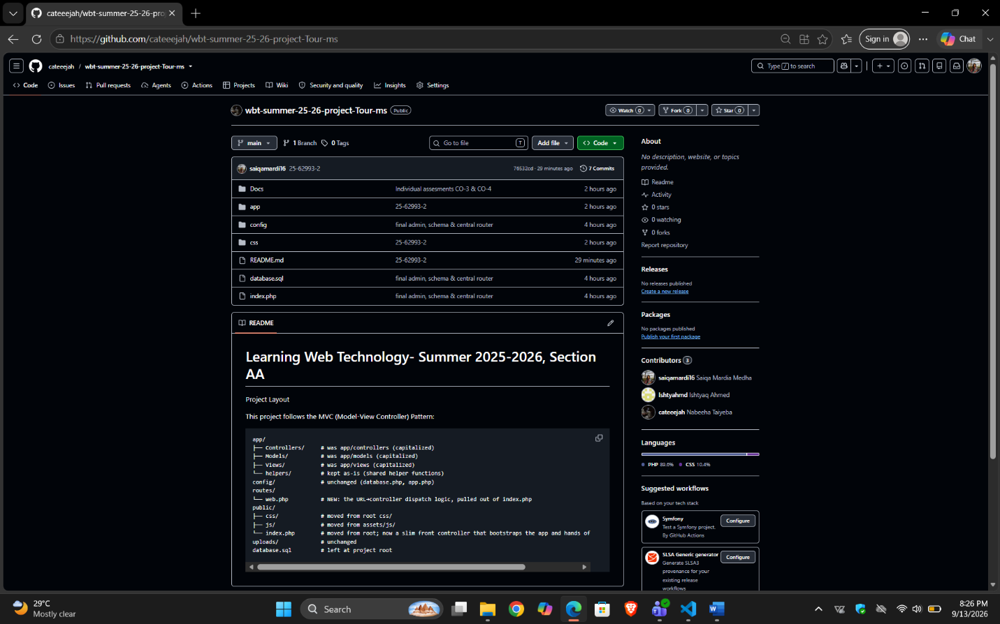 cateeejah/wbt-summer-25-26-pro
https://github.com/cateeejah/wbt-summer-25-26-project-Tour-ms
Sign in
Chat
cateeejah / wbt-summer-25-26-project-Tour-ms
Type / to search
Code Issues Pull requests Agents Actions Projects Wiki Security and quality Insights Settings
wbt-summer-25-26-project-Tour-ms Public
Watch 0 Fork 0 Star 0
main 1 Branch 0 Tags
Go to file T Add file Code
saiqamardi16 25-62993-2 76532cd · 29 minutes ago 7 Commits
Docs Individual assesments CO-3 & CO-4 2 hours ago
app 25-62993-2 2 hours ago
config final admin, schema & central router 4 hours ago
css 25-62993-2 2 hours ago
README.md 25-62993-2 29 minutes ago
database.sql final admin, schema & central router 4 hours ago
index.php final admin, schema & central router 4 hours ago
README
Learning Web Technology- Summer 2025-2026, Section
AA
Project Layout
This project follows the MVC (Model-View Controller) Pattern:
app/
├── Controllers/ # was app/controllers (capitalized)
├── Models/ # was app/models (capitalized)
├── Views/ # was app/views (capitalized)
└── helpers/ # kept as-is (shared helper functions)
config/ # unchanged (database.php, app.php)
routes/
└── web.php # NEW: the URL→controller dispatch logic, pulled out of index.php
public/
├── css/ # moved from root css/
├── js/ # moved from assets/js/
└── index.php # moved from root; now a slim front controller that bootstraps the app and hands of
uploads/ # unchanged
database.sql # left at project root
About
No description, website, or topics
provided.
Readme
Activity
0 stars
0 watching
0 forks
Report repository
Releases
No releases published
Create a new release
Packages
No packages published
Publish your first package
Contributors 3
saiqamardi16 Saiqa Mardia Medha
Ishtyahmd Ishtyaq Ahmed
cateeejah Nabeeha Taiyeba
Languages
PHP 89.6% CSS 10.4%
Suggested workflows
Based on your tech stack
Symfony
Configure
Test a Symfony project.
By GitHub Actions
SLSA Generic generator
Configure
Generate SLSA3
provenance for your
existing release
workflows
29°C
Mostly clear
Search
8:26 PM
9/13/2026